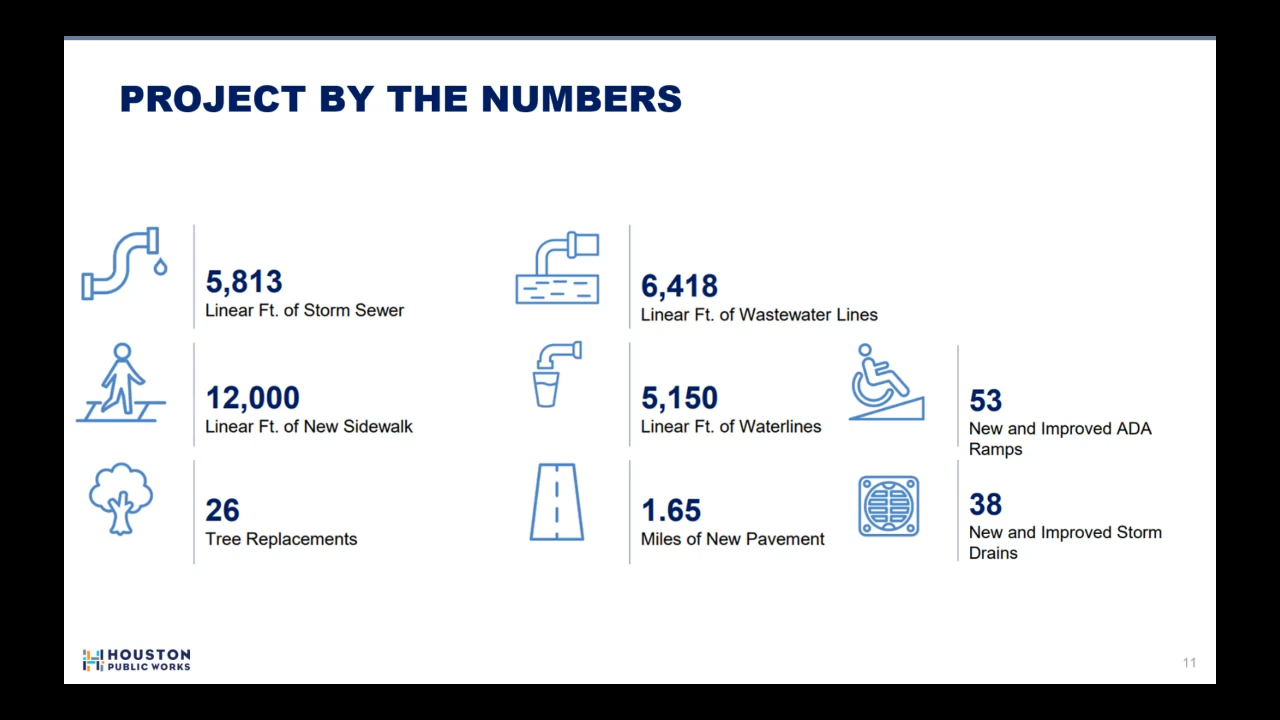 PROJECT BY THE NUMBERS
5,813
Linear Ft. of Storm Sewer
6,418
Linear Ft. of Wastewater Lines
12,000
Linear Ft. of New Sidewalk
5,150
Linear Ft. of Waterlines
53
New and Improved ADA
Ramps
26
Tree Replacements
1.65
Miles of New Pavement
38
New and Improved Storm
Drains
HOUSTON
PUBLIC WORKS
11